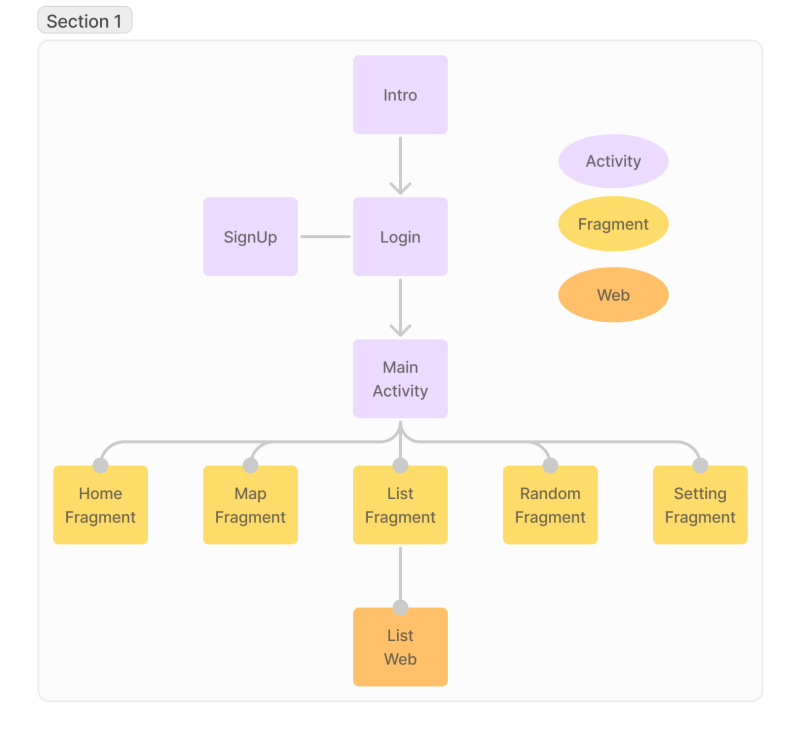 Section 1
Intro
Activity
Fragment
SignUp
Login
Web
Main
Activity
Home
Fragment
Map
Fragment
List
Fragment
Random
Fragment
Setting
Fragment
List
Web